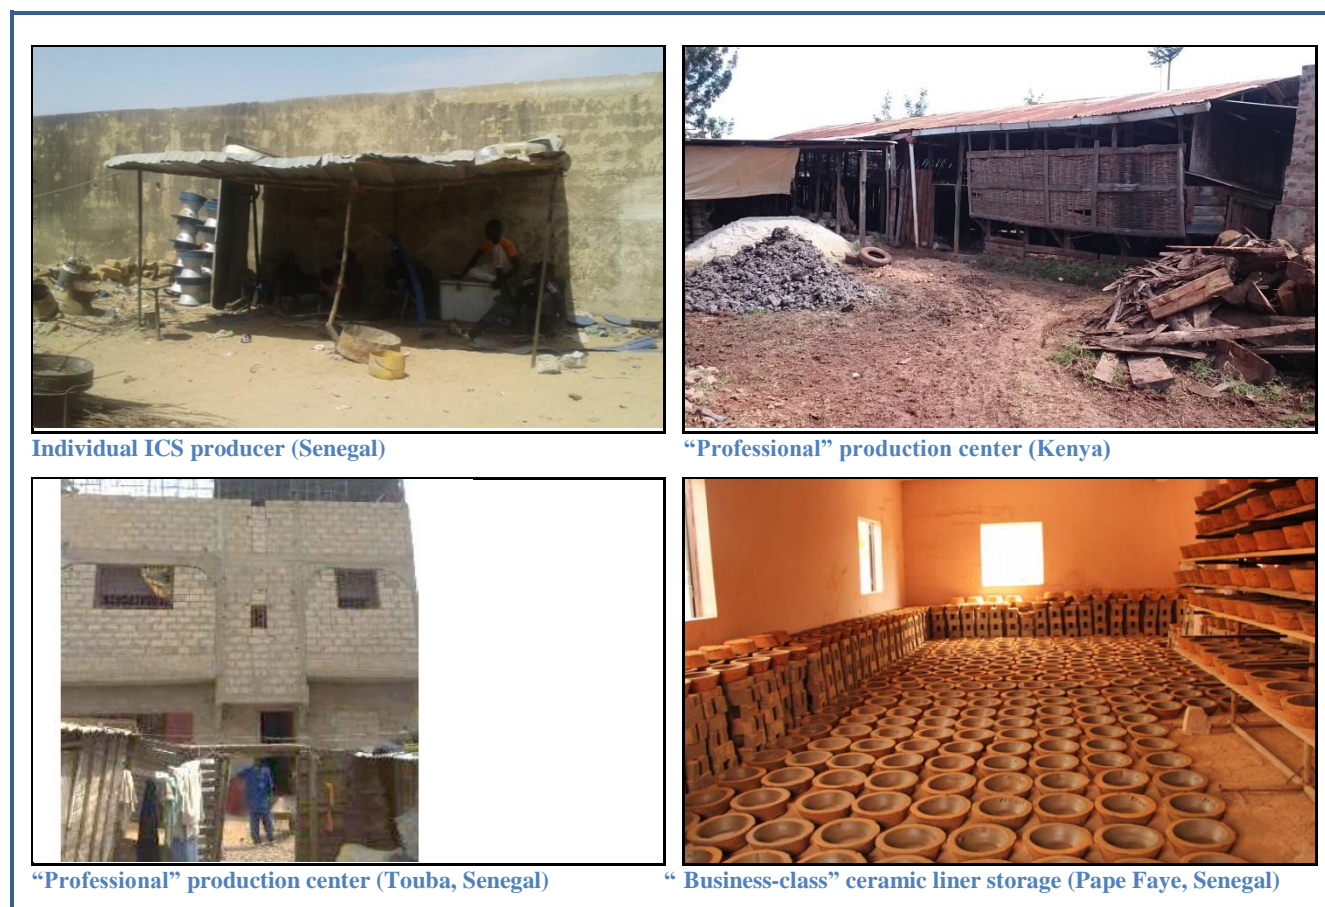 Individual ICS producer (Senegal)
“Professional” production center (Kenya)
“Professional” production center (Touba, Senegal)
“ Business-class” ceramic liner storage (Pape Faye, Senegal)